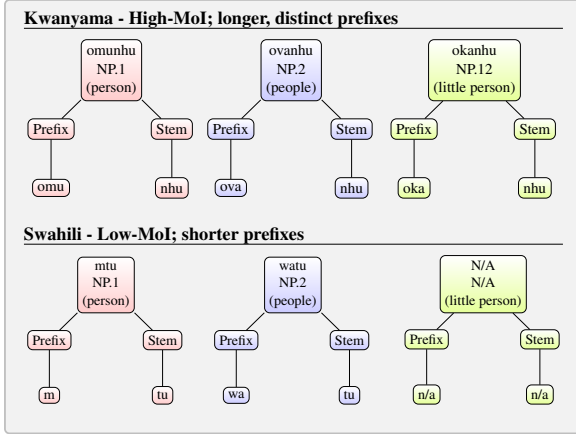 Kwanyama - High-MoI; longer, distinct prefixes
omunhu
NP.1
(person)
Prefix
Stem
omu
nhu
ovanhu
NP.2
(people)
Prefix
Stem
ova
nhu
okanhu
NP.12
(little person)
Prefix
Stem
oka
nhu
Swahili - Low-MoI; shorter prefixes
mtu
NP.1
(person)
Prefix
Stem
m
tu
watu
NP.2
(people)
Prefix
Stem
wa
tu
N/A
N/A
(little person)
Prefix
Stem
n/a
n/a